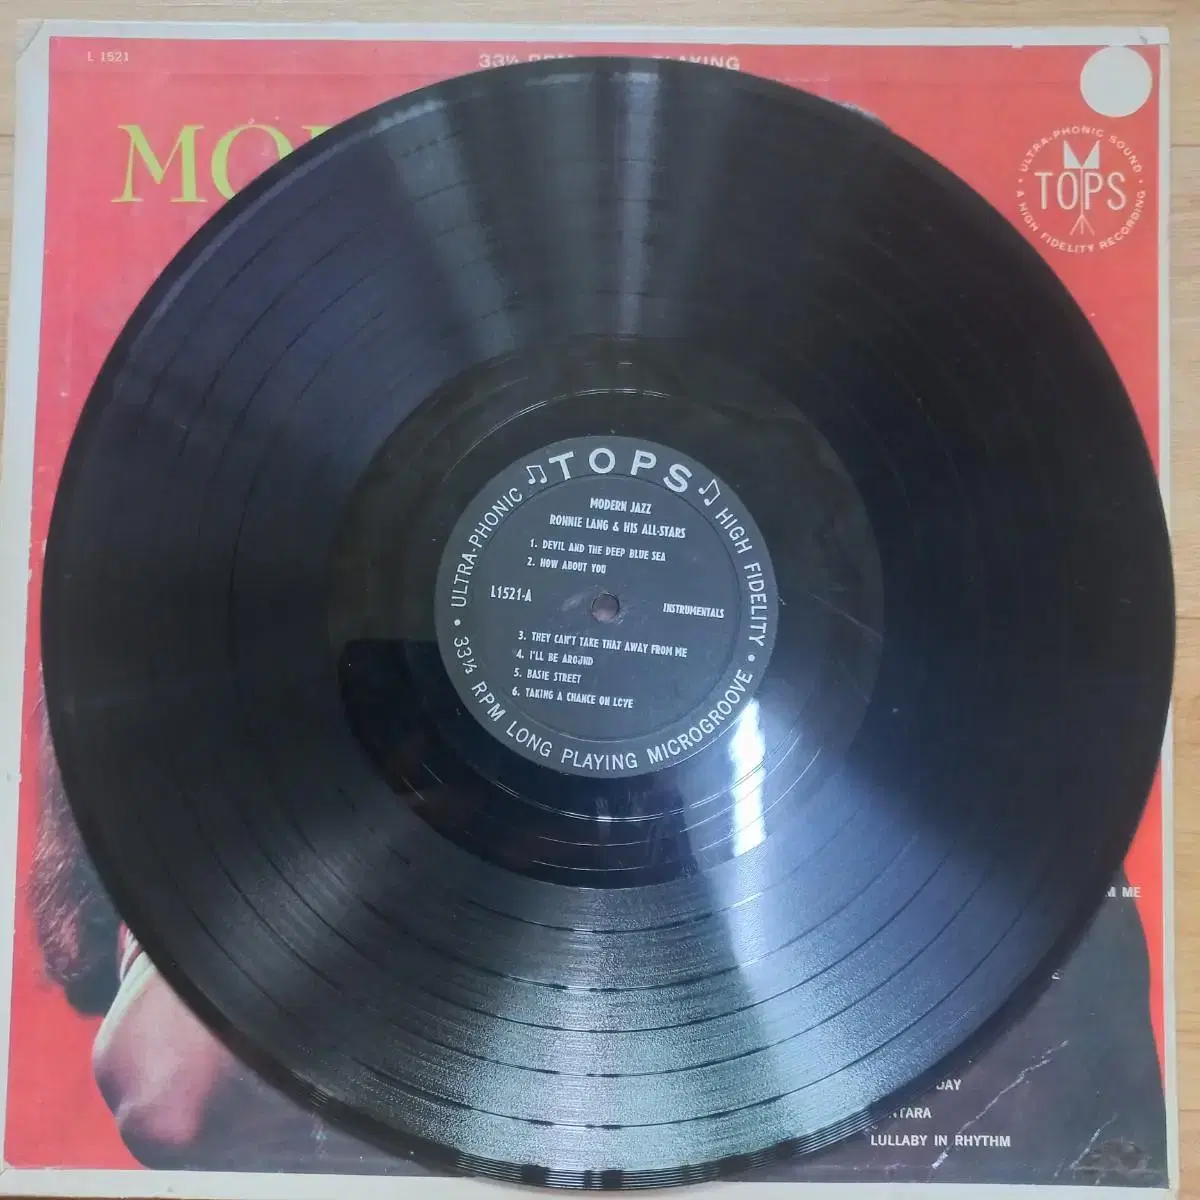 L 1521
33⅓ RPM PLAYING
MO
ULTRA-PHONIC SOUND
TOPS
A HIGH FIDELITY RECORDING
TOPS
ULTRA-PHONIC
HIGH FIDELITY
33⅓ RPM LONG PLAYING MICROGROOVE
MODERN JAZZ
RONNIE LANG & HIS ALL-STARS
1. DEVIL AND THE DEEP BLUE SEA
2. HOW ABOUT YOU
L1521-A
INSTRUMENTALS
3. THEY CAN'T TAKE THAT AWAY FROM ME
4. I'LL BE AROUND
5. BASIE STREET
6. TAKING A CHANCE ON LOVE
M ME
DAY
NTARA
LULLABY IN RHYTHM